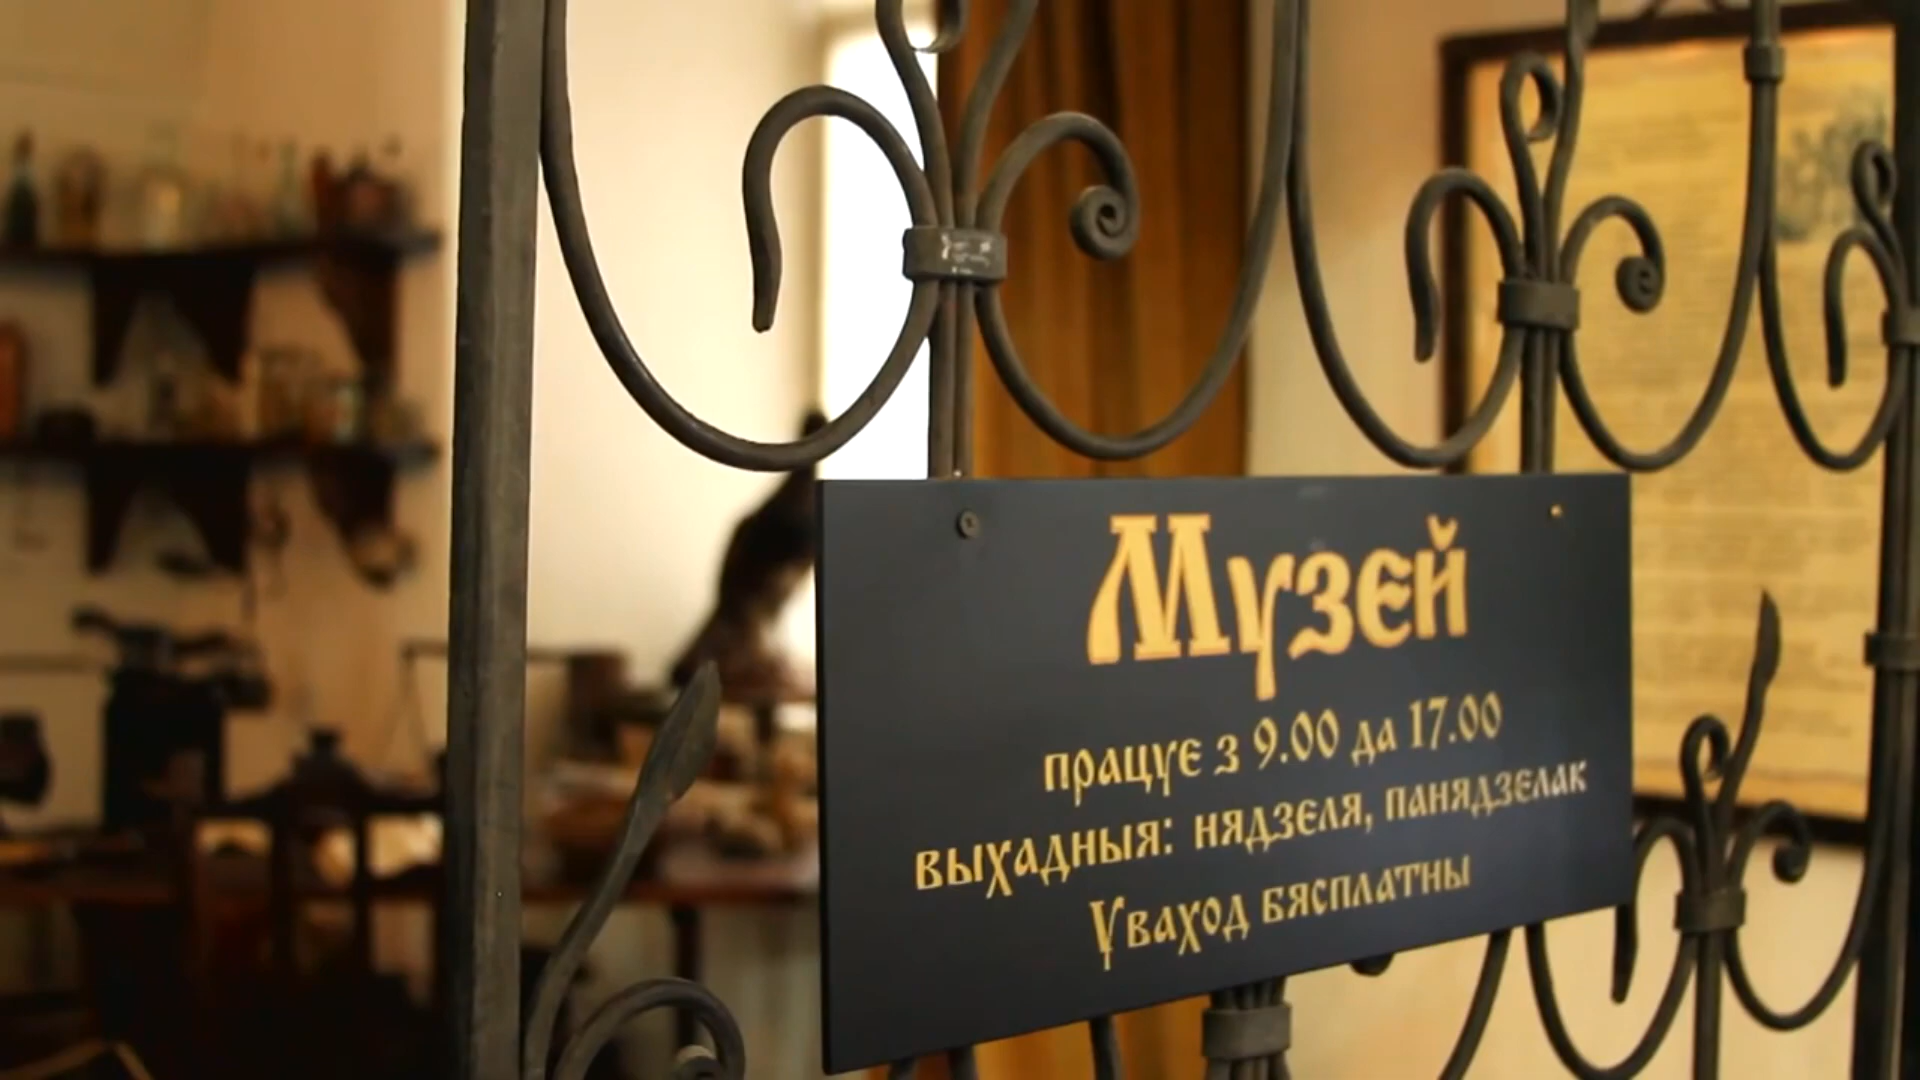 Музей
працуе з 9.00 да 17.00
выхадныя: нядзеля, панядзелак
Уваход бясплатны